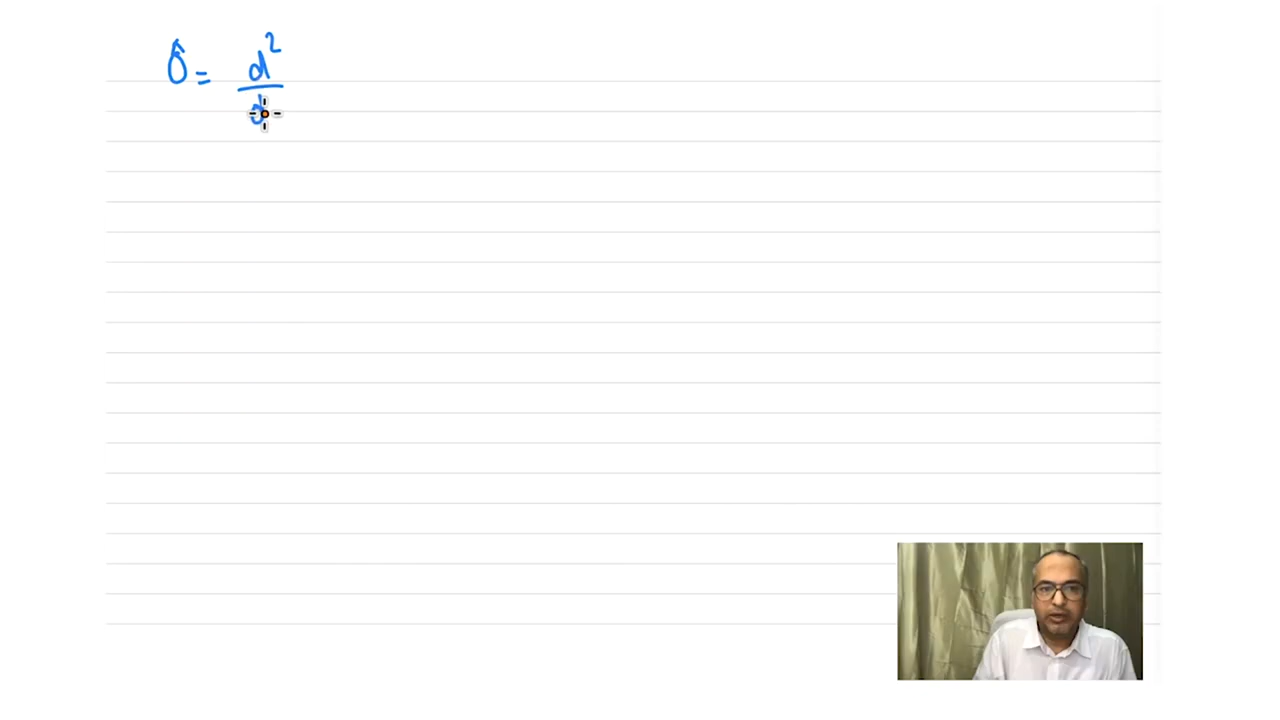 Ô = d²/d